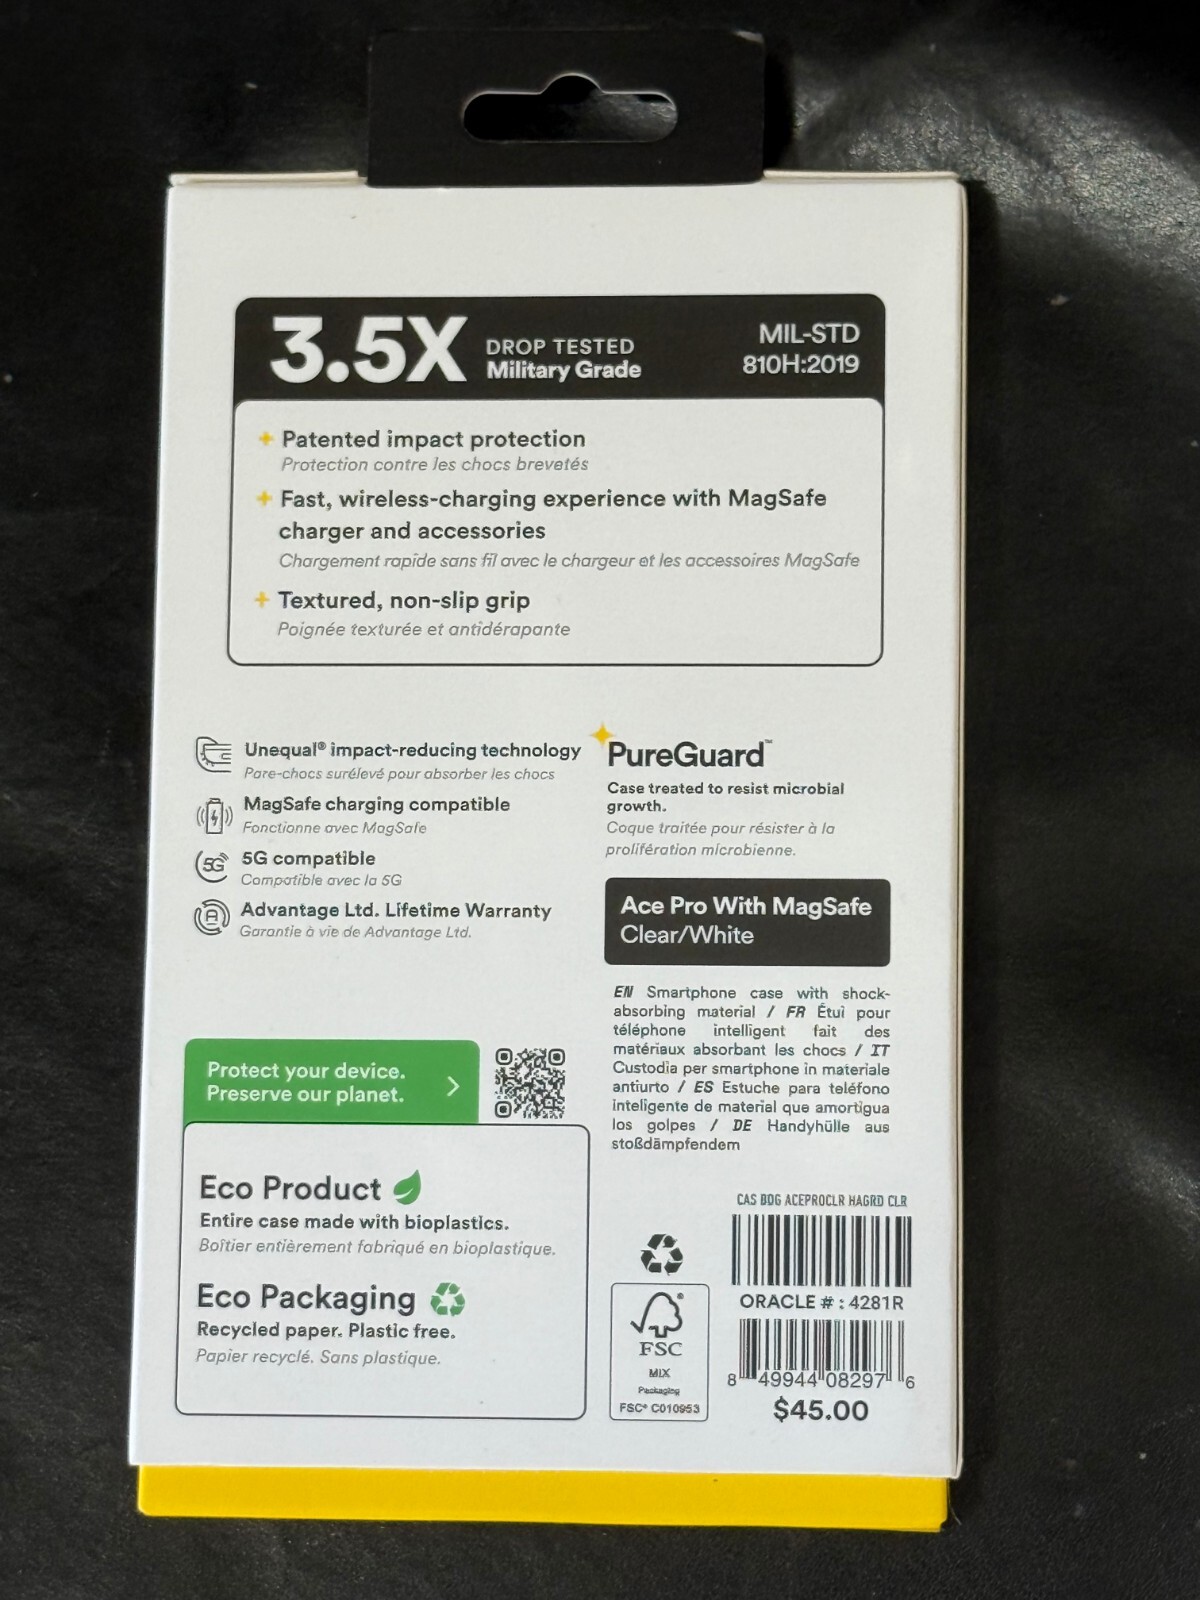 3.5X
DROP TESTED
Military Grade
MIL-STD
810H:2019
Patented impact protection
Protection contre les chocs brevetés
Fast, wireless-charging experience with MagSafe
charger and accessories
Chargement rapide sans fil avec le chargeur et les accessoires MagSafe
Textured, non-slip grip
Poignée texturée et antidérapante
Unequal® impact-reducing technology
Pare-chocs surélevé pour absorber les chocs
MagSafe charging compatible
Fonctionne avec MagSafe
5G
5G compatible
Compatible avec la 5G
Advantage Ltd. Lifetime Warranty
Garantie à vie de Advantage Ltd.
PureGuard™
Case treated to resist microbial
growth.
Coque traitée pour résister à la
prolifération microbienne.
Ace Pro With MagSafe
Clear/White
EN Smartphone case with shock-
absorbing material / FR Étui pour
téléphone intelligent fait des
matériaux absorbant les chocs / IT
Custodia per smartphone in materiale
antiurto / ES Estuche para teléfono
inteligente de material que amortigua
los golpes / DE Handyhülle aus
stoßdämpfendem
Protect your device.
Preserve our planet.
Eco Product
Entire case made with bioplastics.
Boîtier entièrement fabriqué en bioplastique.
Eco Packaging
Recycled paper. Plastic free.
Papier recyclé. Sans plastique.
FSC
MIX
Packaging
FSC® C010953
CAS BDG ACEPROCLR HAGRD CLR
ORACLE # : 4281R
8 49944 08297 6
$45.00